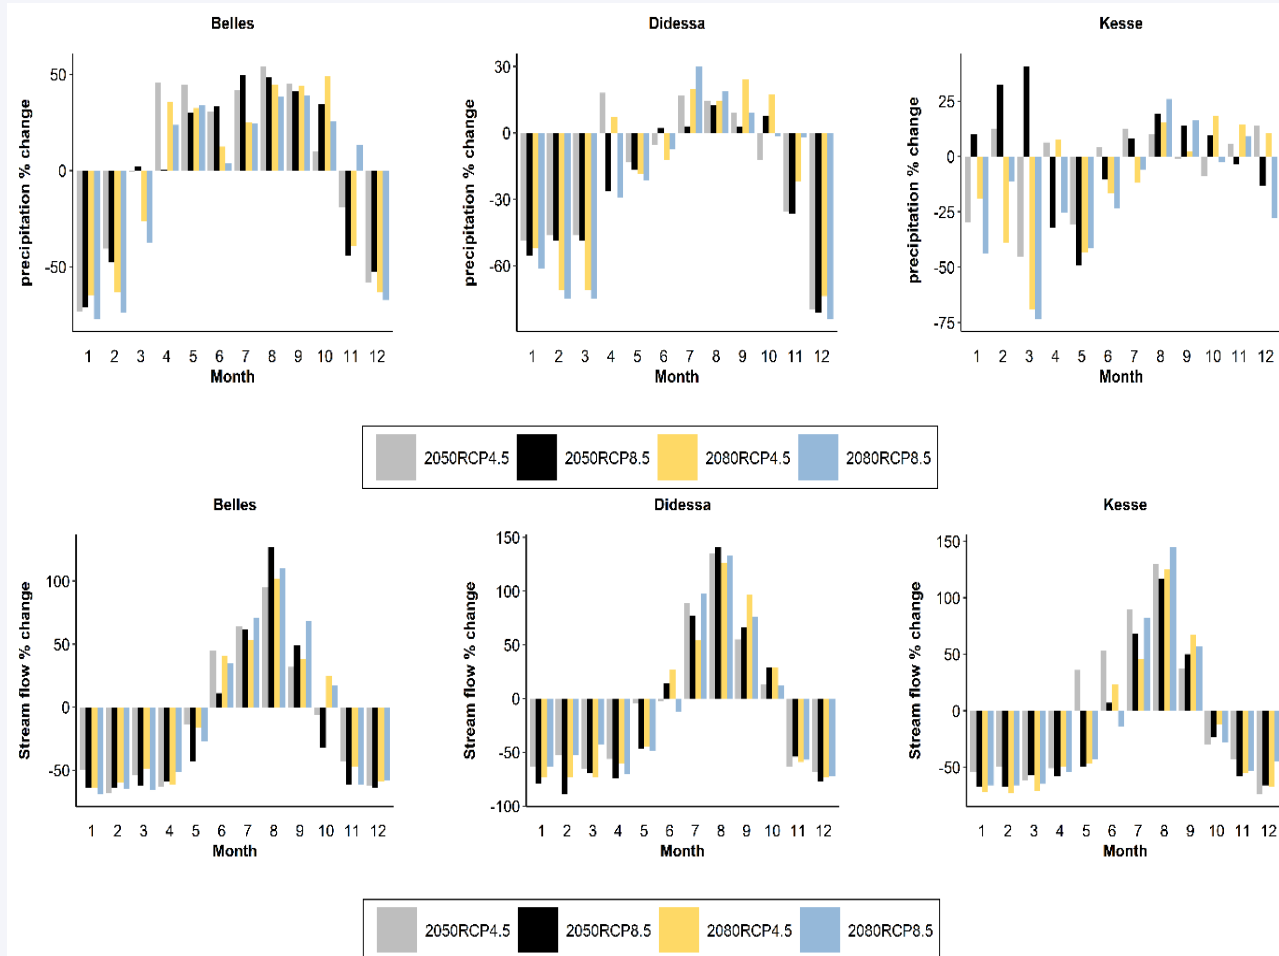 Belles
Didessa
Kesse
precipitation % change
50
0
-50
1 2 3 4 5 6 7 8 9 10 11 12
Month
precipitation % change
30
0
-30
-60
1 2 3 4 5 6 7 8 9 10 11 12
Month
precipitation % change
25
0
-25
-50
-75
1 2 3 4 5 6 7 8 9 10 11 12
Month
2050RCP4.5 2050RCP8.5 2080RCP4.5 2080RCP8.5
Belles
Didessa
Kesse
Stream flow % change
100
50
0
-50
1 2 3 4 5 6 7 8 9 10 11 12
Month
Stream flow % change
150
100
50
0
-50
-100
1 2 3 4 5 6 7 8 9 10 11 12
Month
Stream flow % change
150
100
50
0
-50
1 2 3 4 5 6 7 8 9 10 11 12
Month
2050RCP4.5 2050RCP8.5 2080RCP4.5 2080RCP8.5